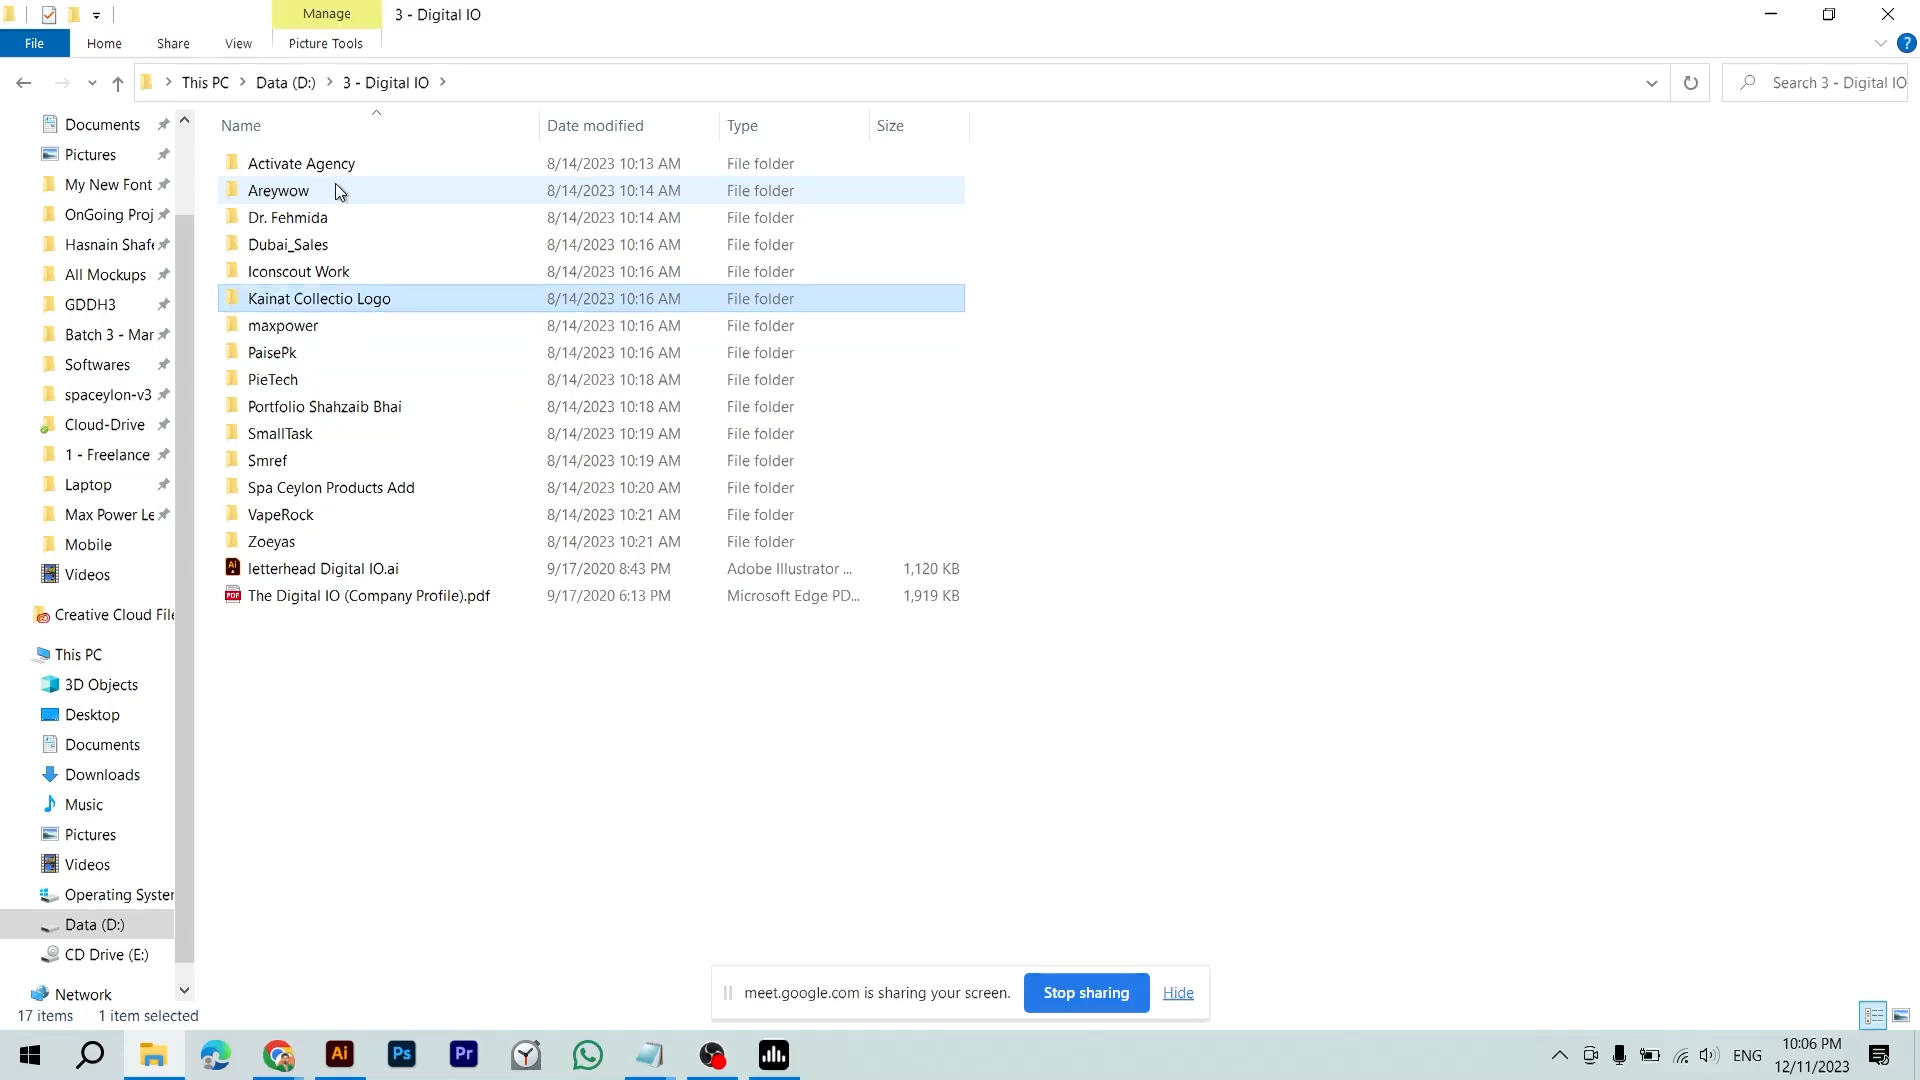 Manage
3 - Digital IO
File
Home
Share
View
Picture Tools
This PC
Data (D:)
3 - Digital IO
Search 3 - Digital IO
Documents
Pictures
My New Font
OnGoing Proj
Hasnain Shafe
All Mockups
GDDH3
Batch 3 - Mar
Softwares
spaceylon-v3
Cloud-Drive
1 - Freelance
Laptop
Max Power Le
Mobile
Videos
Creative Cloud File
This PC
3D Objects
Desktop
Documents
Downloads
Music
Pictures
Videos
Operating Syster
Data (D:)
CD Drive (E:)
Network
Name Date modified Type Size
Activate Agency 8/14/2023 10:13 AM File folder
Areywow 8/14/2023 10:14 AM File folder
Dr. Fehmida 8/14/2023 10:14 AM File folder
Dubai_Sales 8/14/2023 10:16 AM File folder
Iconscout Work 8/14/2023 10:16 AM File folder
Kainat Collectio Logo 8/14/2023 10:16 AM File folder
maxpower 8/14/2023 10:16 AM File folder
PaisePk 8/14/2023 10:16 AM File folder
PieTech 8/14/2023 10:18 AM File folder
Portfolio Shahzaib Bhai 8/14/2023 10:18 AM File folder
SmallTask 8/14/2023 10:19 AM File folder
Smref 8/14/2023 10:19 AM File folder
Spa Ceylon Products Add 8/14/2023 10:20 AM File folder
VapeRock 8/14/2023 10:21 AM File folder
Zoeyas 8/14/2023 10:21 AM File folder
letterhead Digital IO.ai 9/17/2020 8:43 PM Adobe Illustrator ... 1,120 KB
The Digital IO (Company Profile).pdf 9/17/2020 6:13 PM Microsoft Edge PD... 1,919 KB
meet.google.com is sharing your screen. Stop sharing Hide
17 items 1 item selected
Ai
Ps
Pr
ENG
10:06 PM
12/11/2023